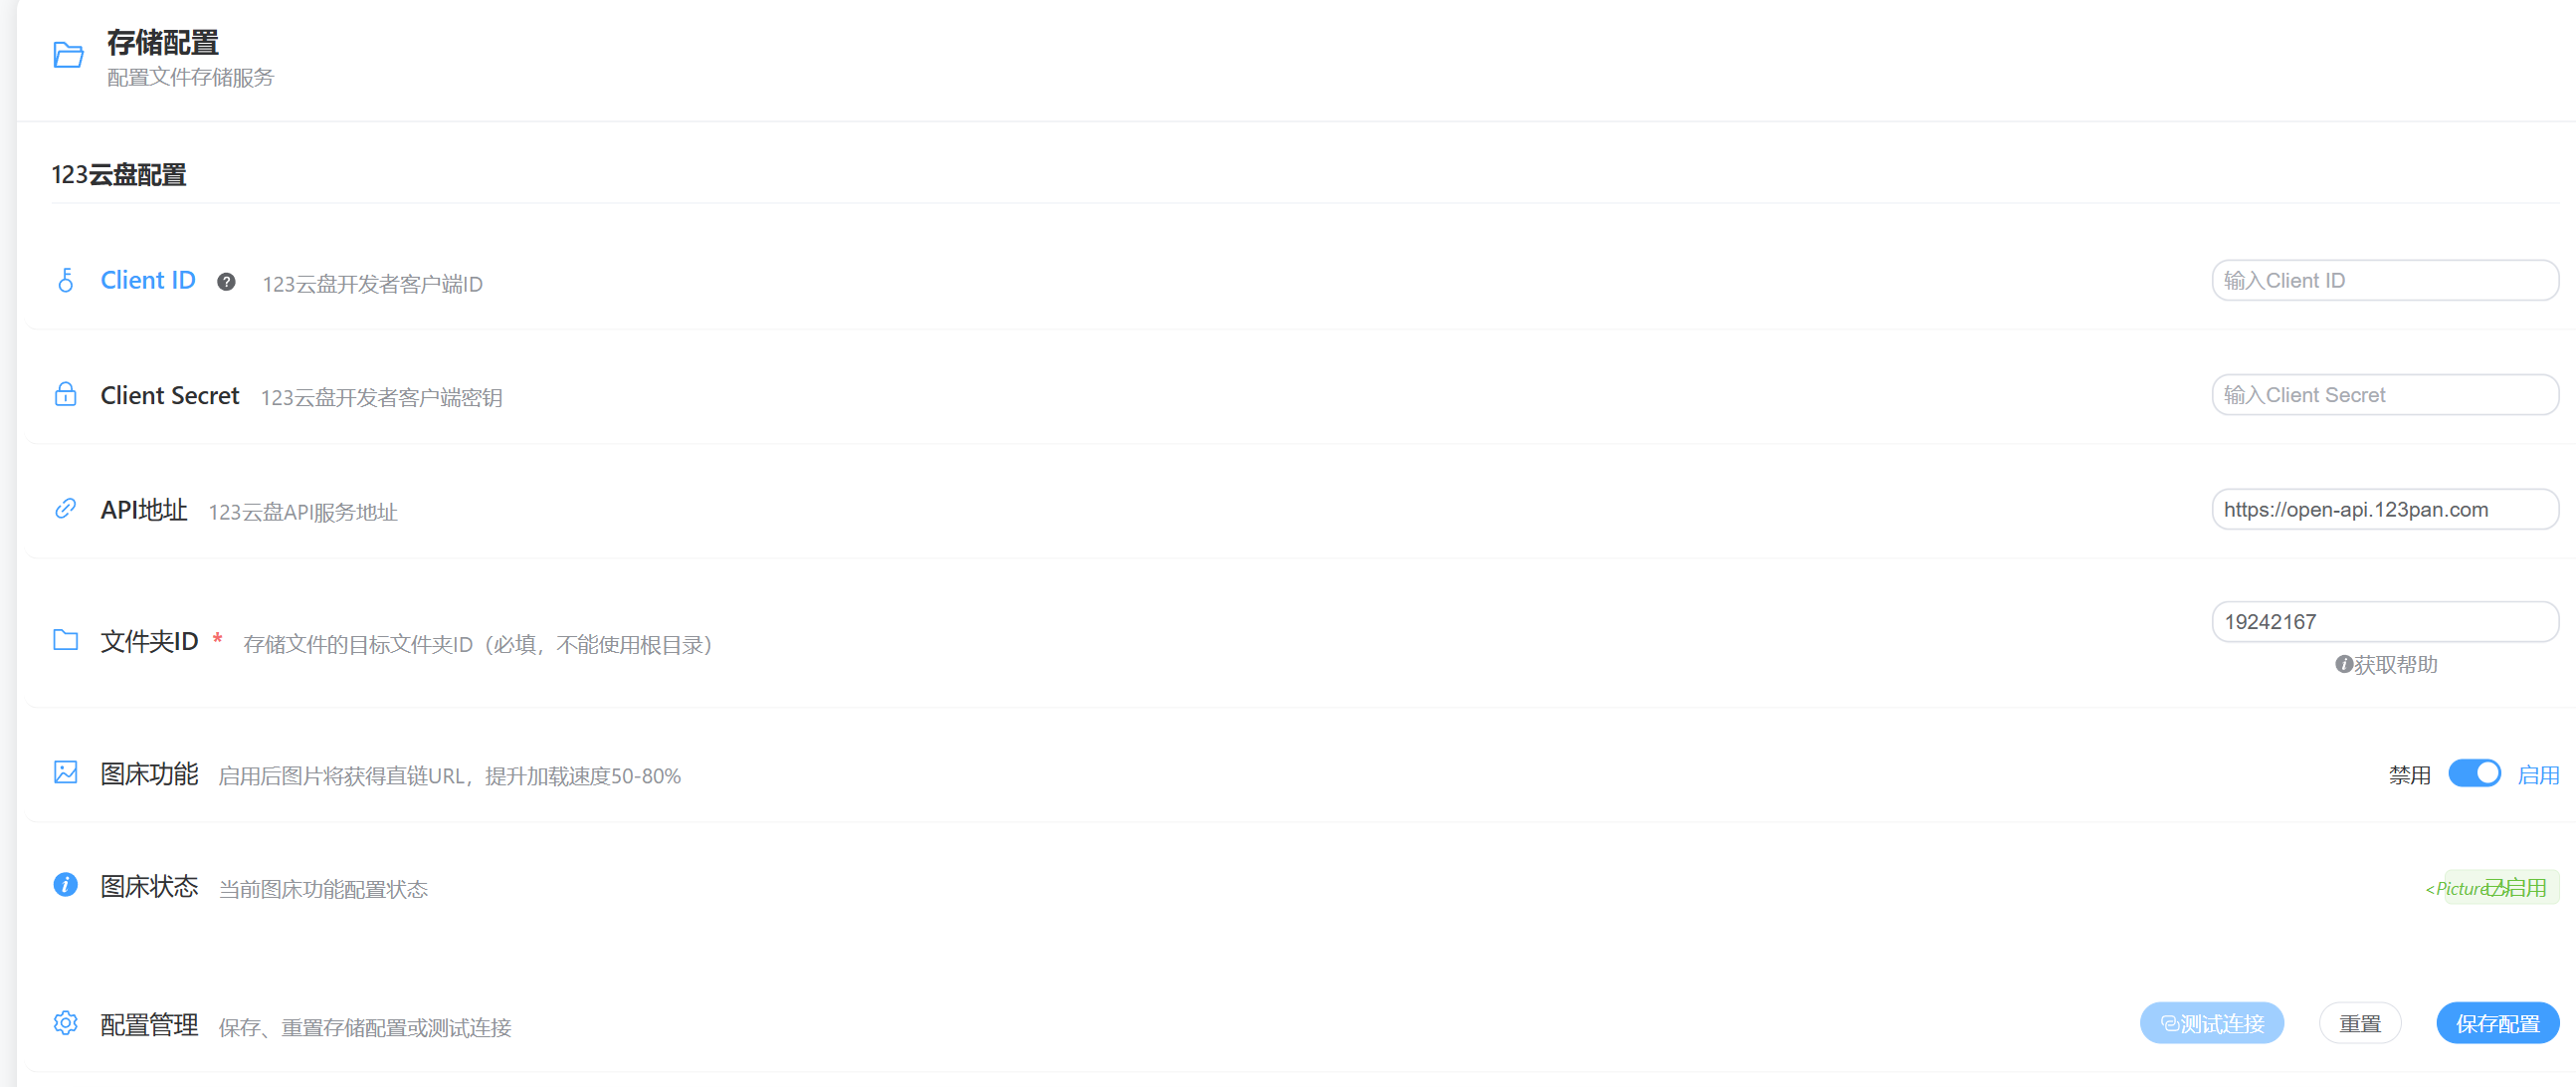 存储配置
配置文件存储服务
123云盘配置
Client ID ? 123云盘开发者客户端ID 输入Client ID
Client Secret 123云盘开发者客户端密钥 输入Client Secret
API地址 123云盘API服务地址 https://open-api.123pan.com
文件夹ID * 存储文件的目标文件夹ID（必填，不能使用根目录） 19242167
获取帮助
图床功能 启用后图片将获得直链URL，提升加载速度50-80% 禁用 启用
图床状态 当前图床功能配置状态 <Picture 已启用
配置管理 保存、重置存储配置或测试连接 测试连接 重置 保存配置